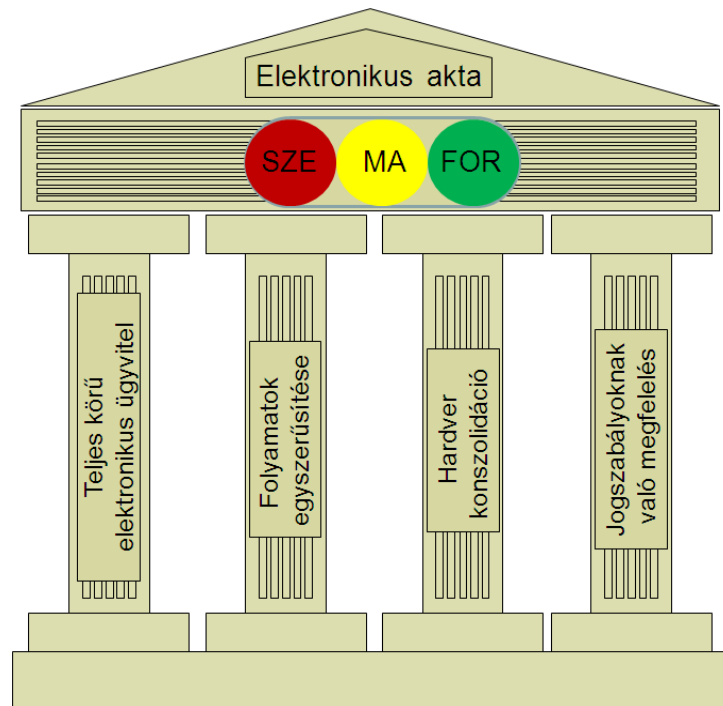 Elektronikus akta
SZE MA FOR
Teljes körű
elektronikus ügyvitel
Folyamatok
egyszerűsítése
Hardver
konszolidáció
Jogszabályoknak
való megfelelés